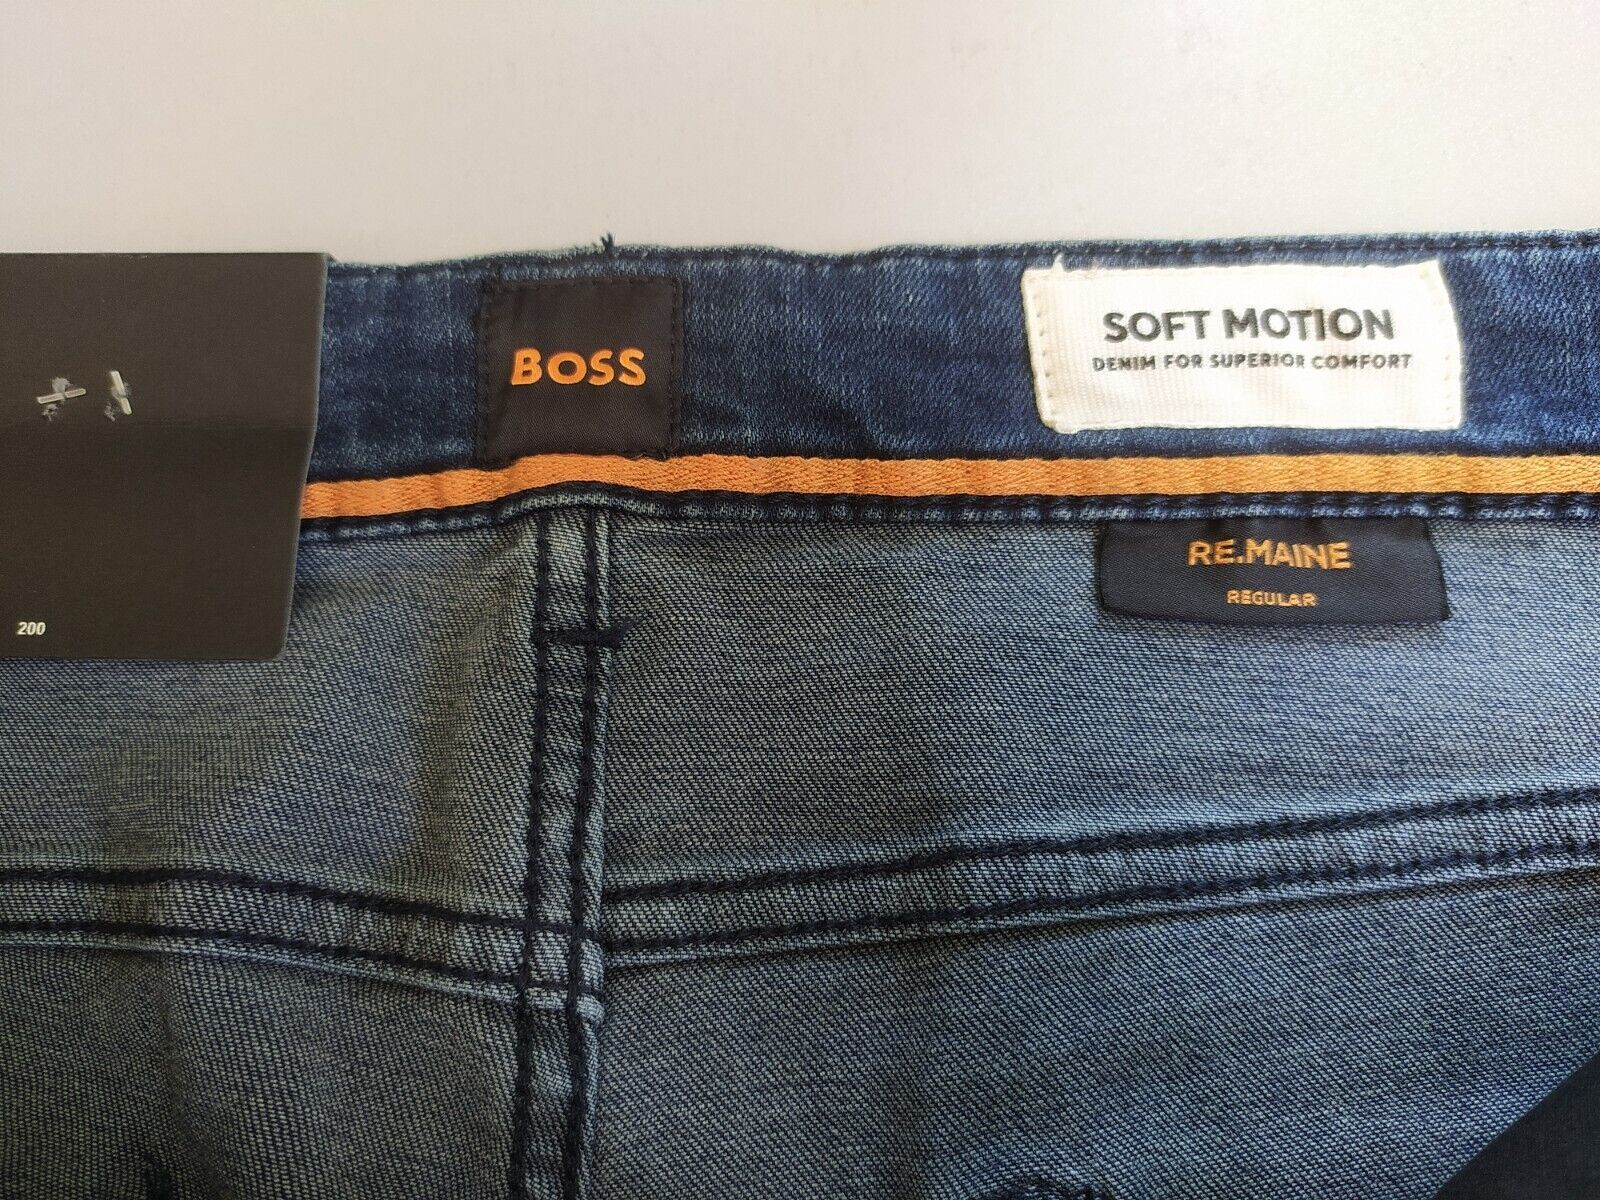 BOSS
SOFT MOTION
DENIM FOR SUPERIOR COMFORT
RE.MAINE
REGULAR
200